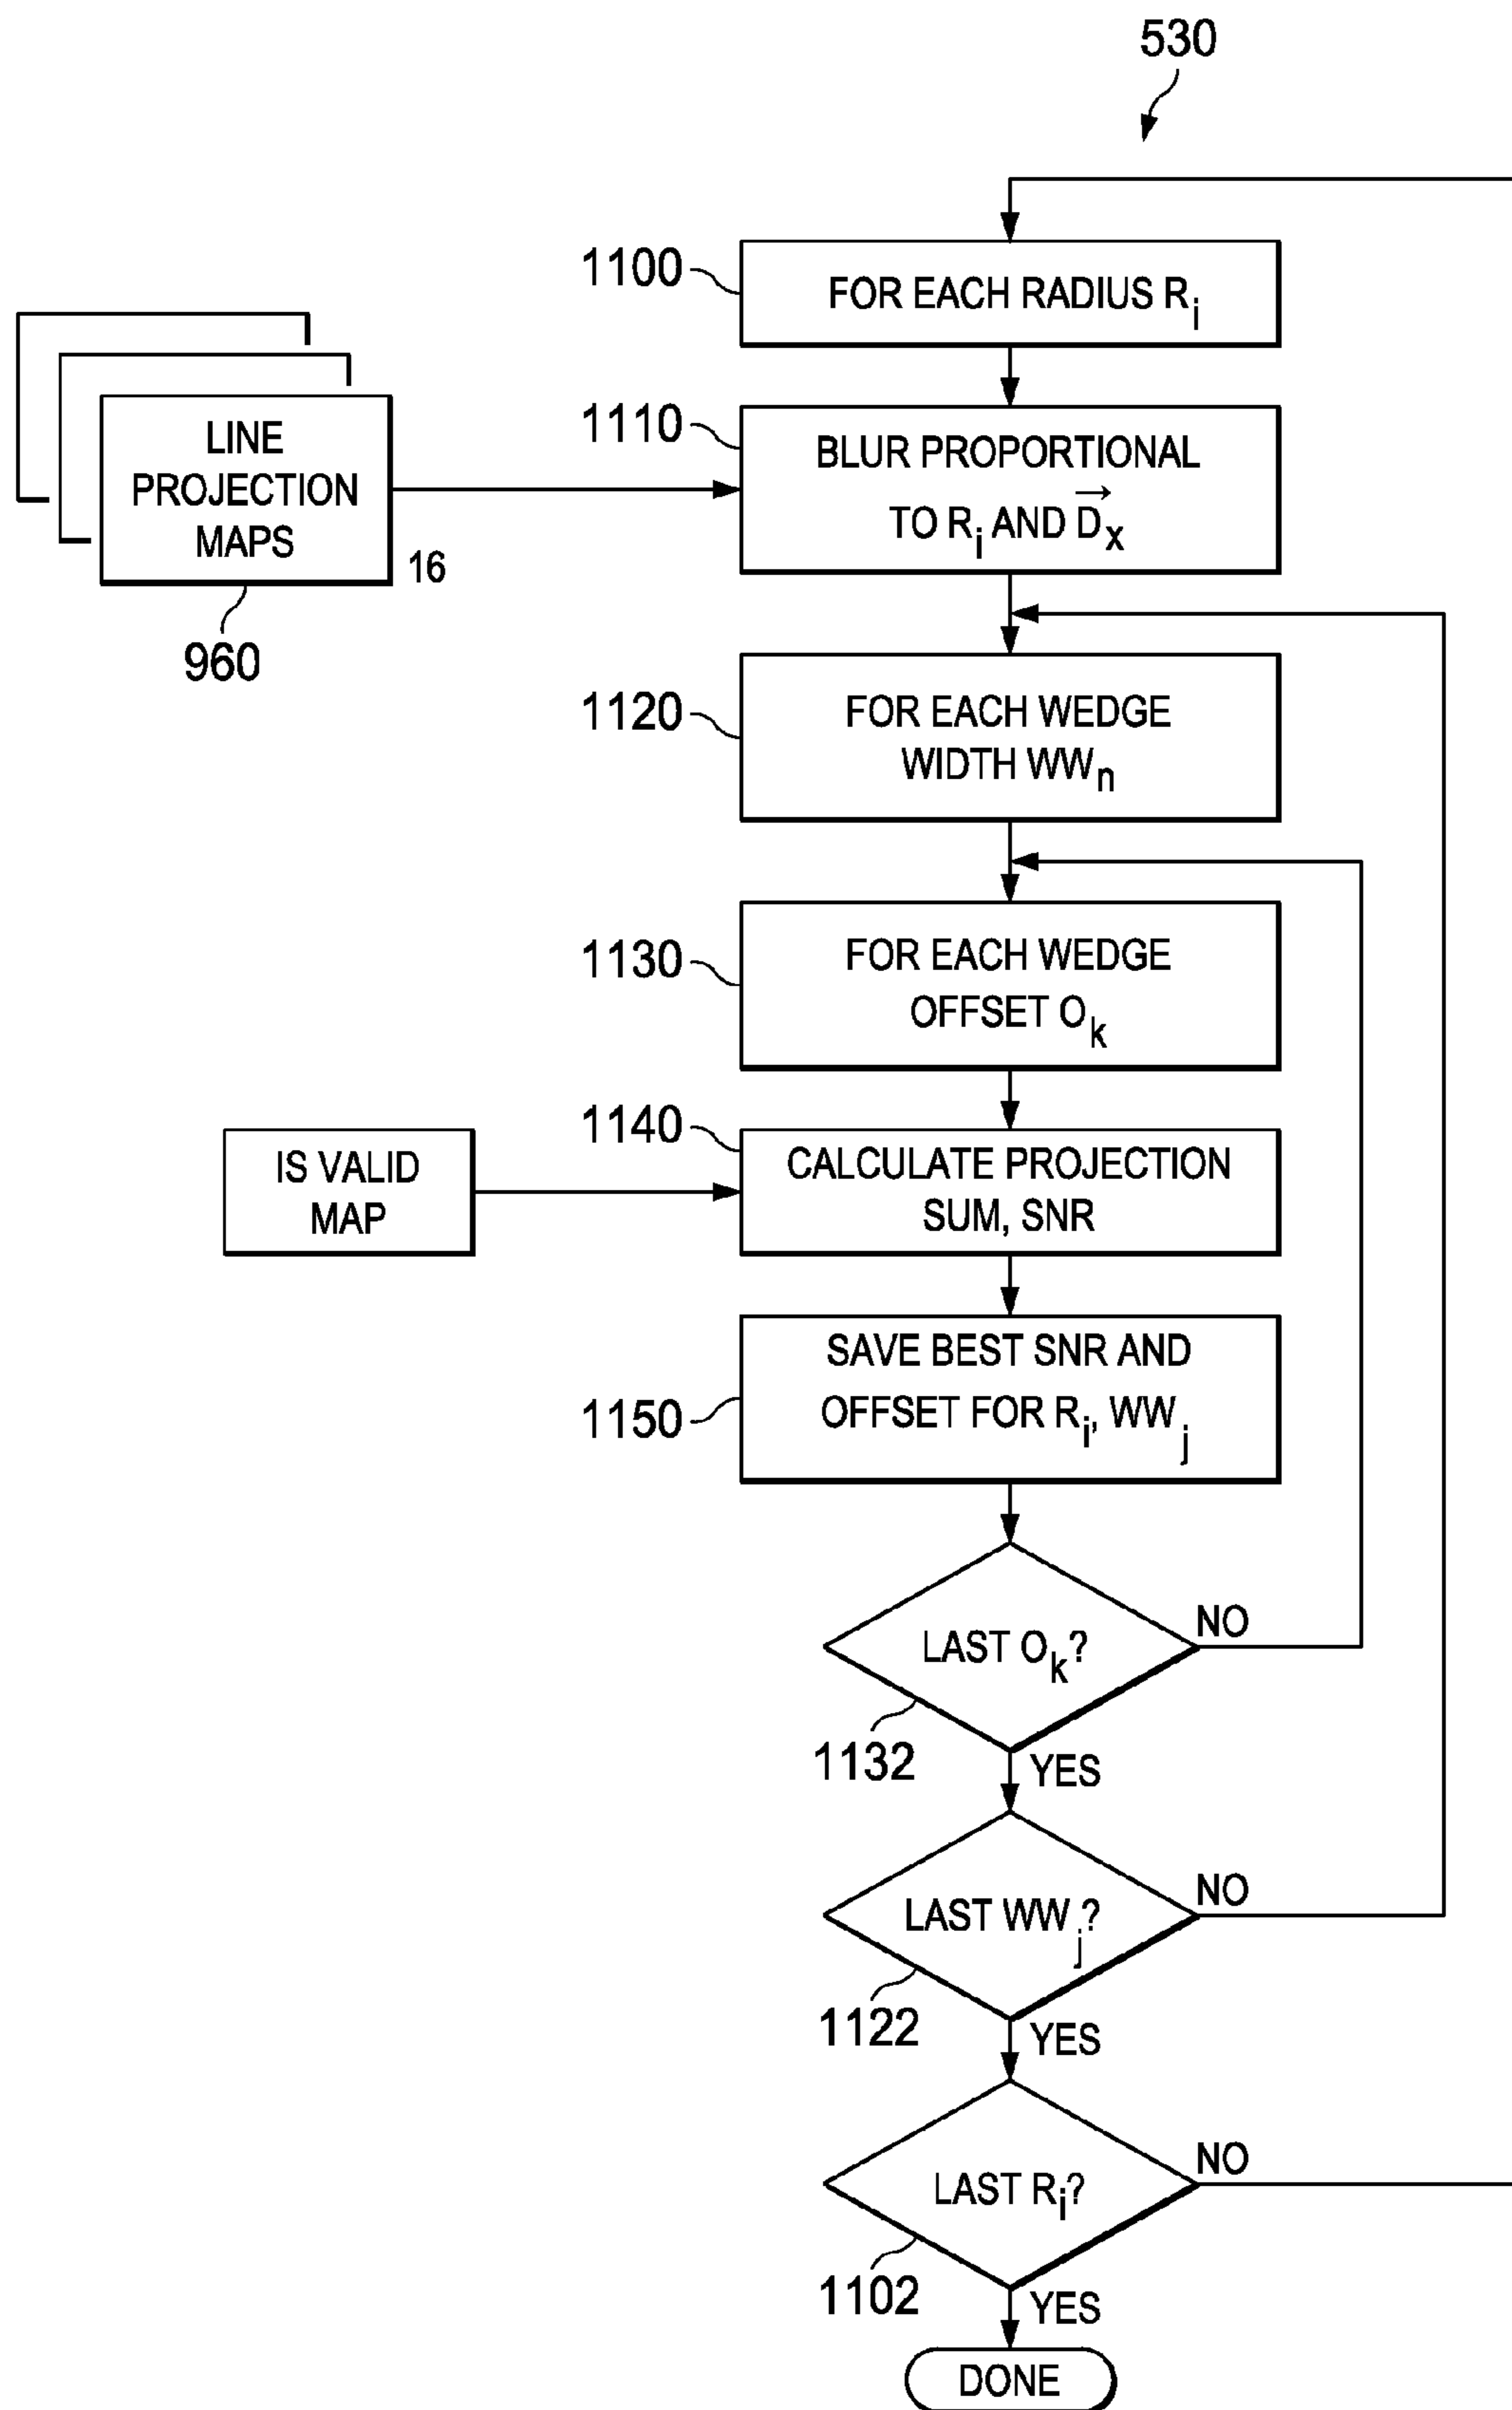 530
1100
FOR EACH RADIUS Ri
1110
BLUR PROPORTIONAL
TO Ri AND D⃗x
LINE
PROJECTION
MAPS
16
960
1120
FOR EACH WEDGE
WIDTH WWn
1130
FOR EACH WEDGE
OFFSET Ok
1140
CALCULATE PROJECTION
SUM, SNR
IS VALID
MAP
1150
SAVE BEST SNR AND
OFFSET FOR Ri, WWj
LAST Ok?
NO
1132
YES
LAST WWj?
NO
1122
YES
LAST Ri?
NO
1102
YES
DONE